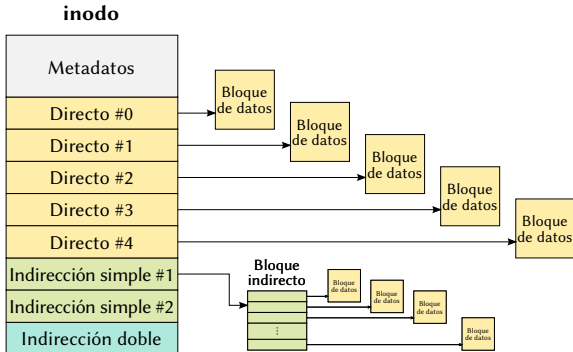 inodo
Metadatos
Directo #0
Directo #1
Directo #2
Directo #3
Directo #4
Indirección simple #1
Indirección simple #2
Indirección doble
Bloque
de datos
Bloque
de datos
Bloque
de datos
Bloque
de datos
Bloque
de datos
Bloque
indirecto
⋮
Bloque
de datos
Bloque
de datos
Bloque
de datos
Bloque
de datos